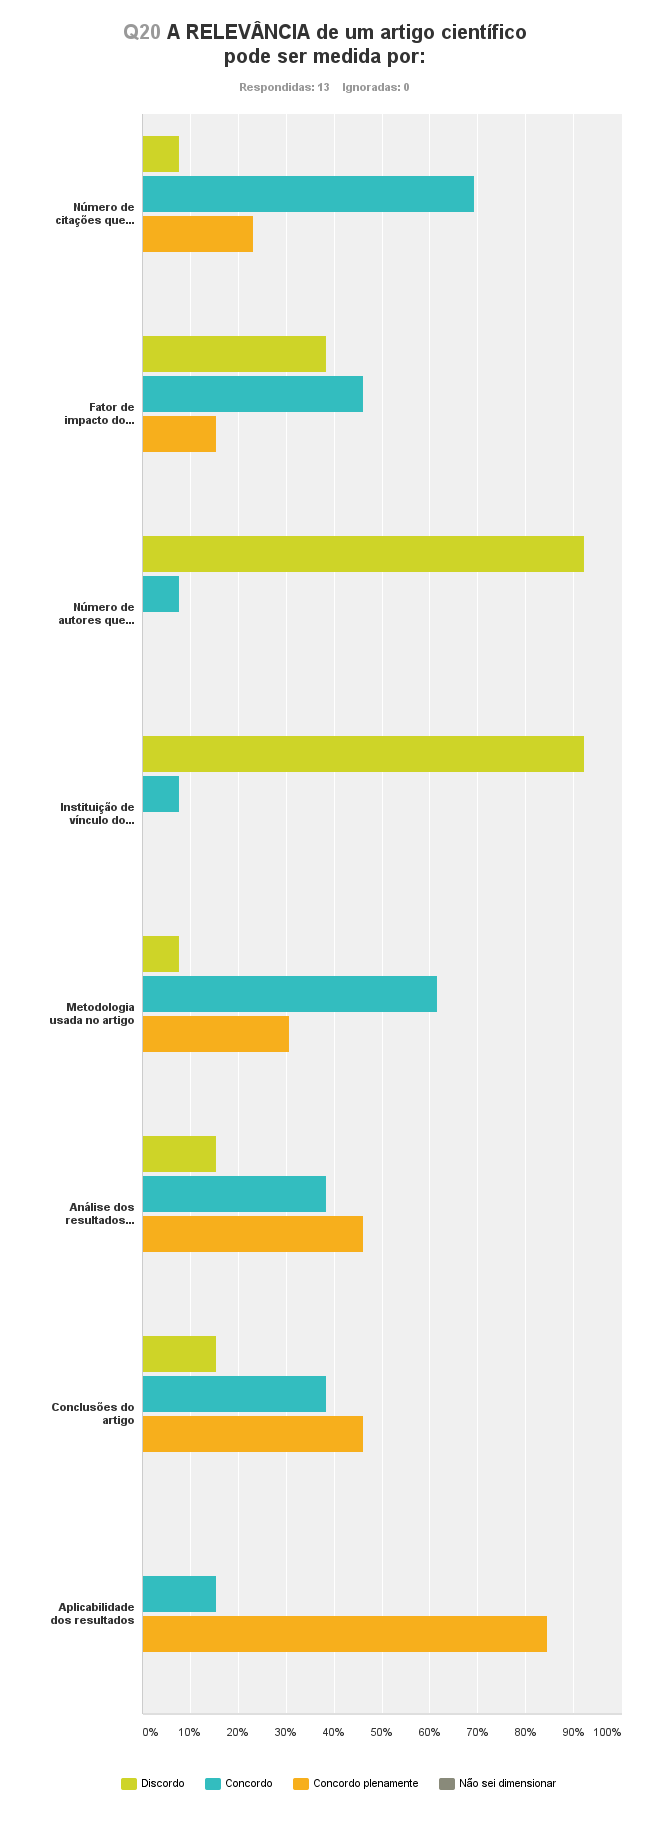 Q20 A RELEVÂNCIA de um artigo científico
pode ser medida por:
Respondidas: 13 Ignoradas: 0
Número de
citações que...
Fator de
impacto do...
Número de
autores que...
Instituição de
vínculo do...
Metodologia
usada no artigo
Análise dos
resultados...
Conclusões do
artigo
Aplicabilidade
dos resultados
0% 10% 20% 30% 40% 50% 60% 70% 80% 90% 100%
Discordo Concordo Concordo plenamente Não sei dimensionar